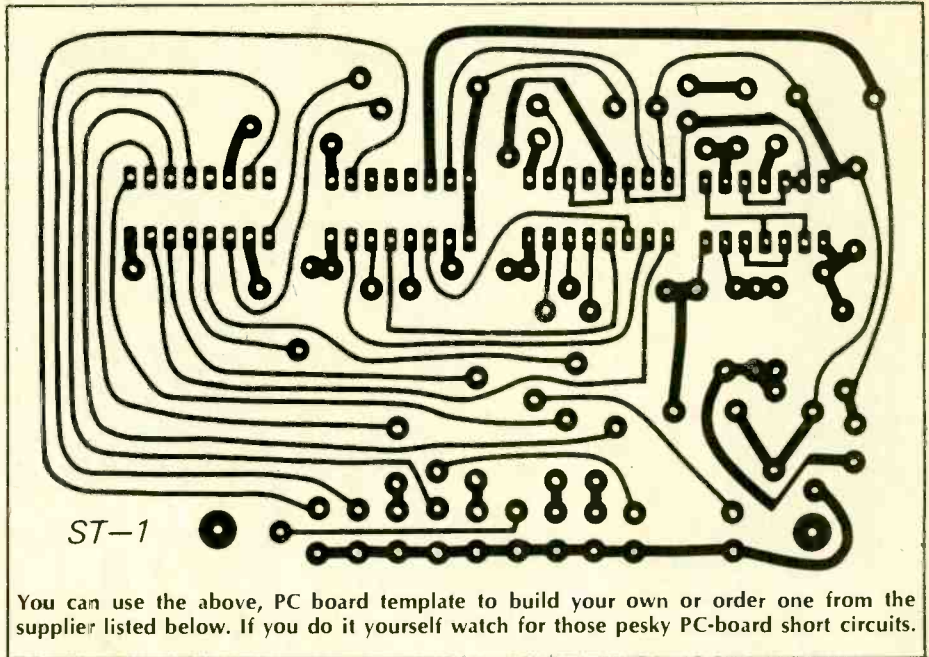 ST-1
You can use the above, PC board template to build your own or order one from the
supplier listed below. If you do it yourself watch for those pesky PC-board short circuits.